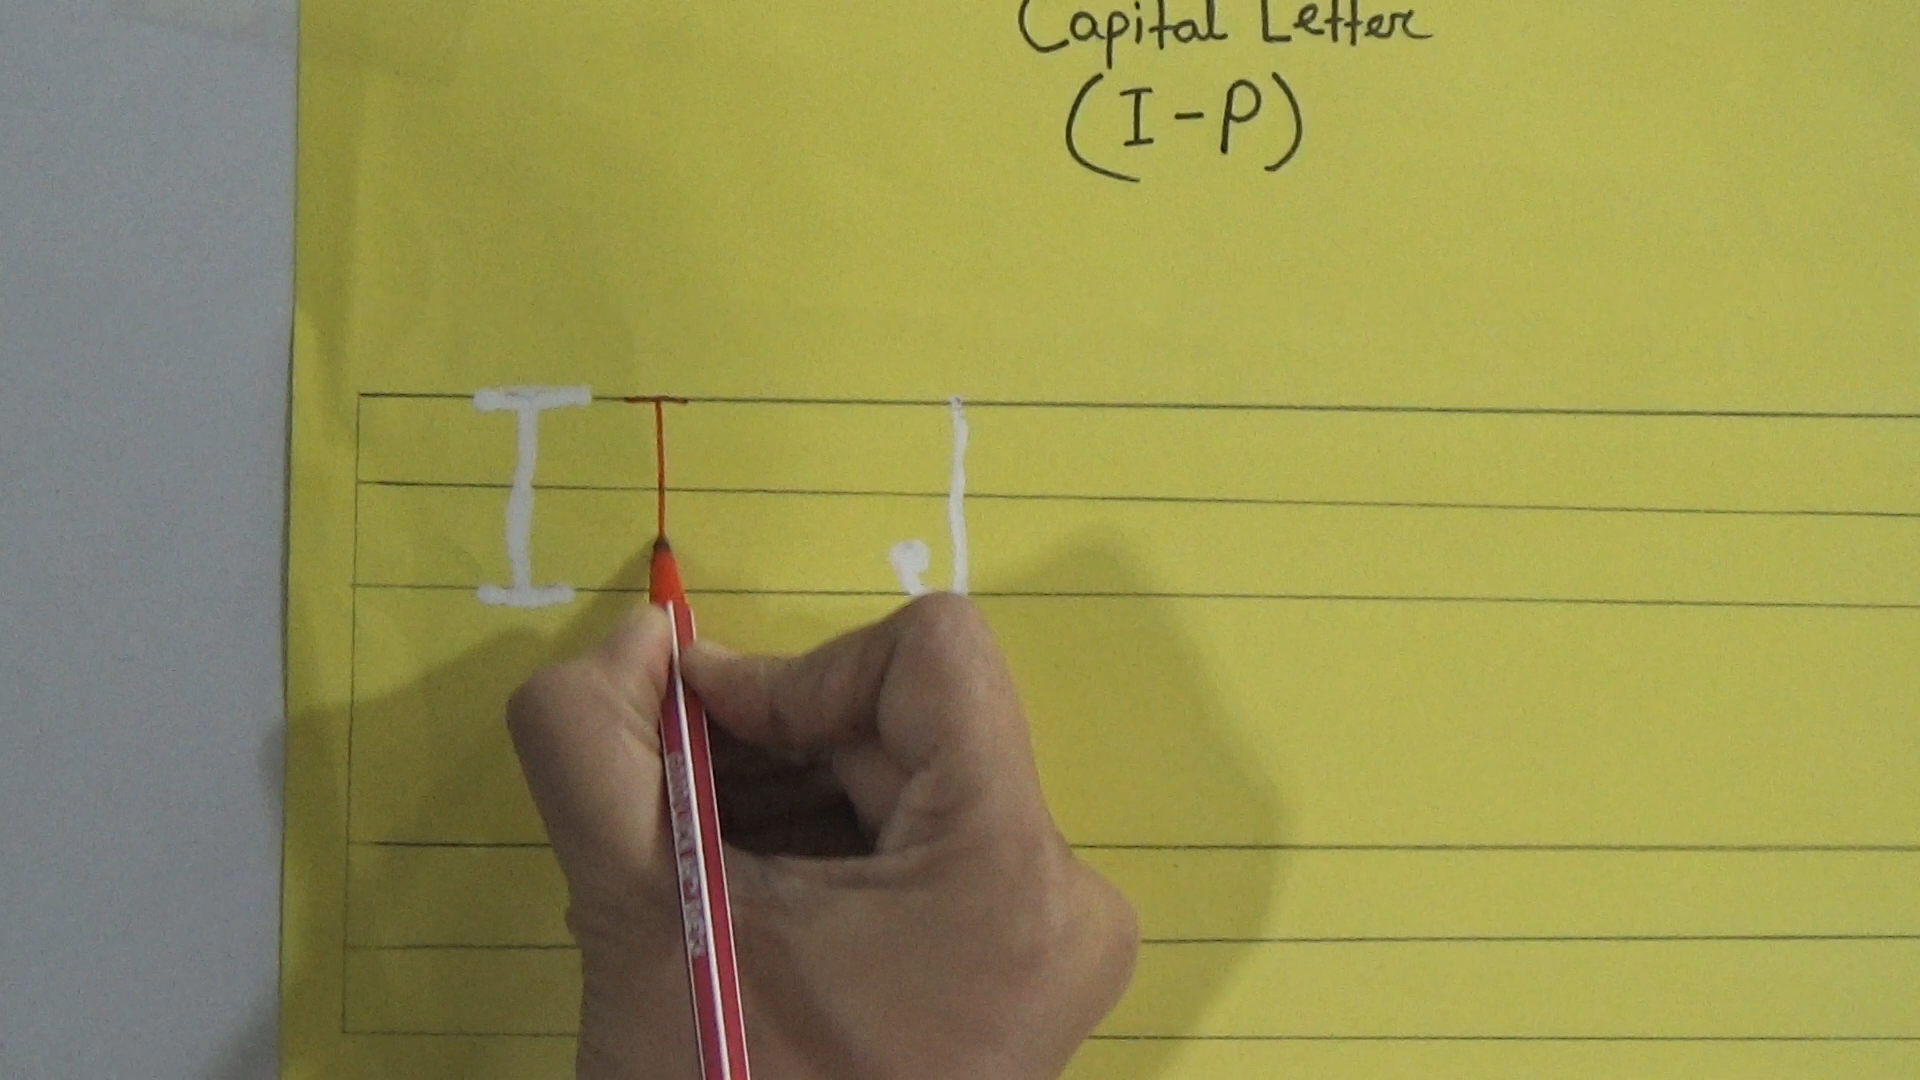 Capital Letter
(I-P)
I I J